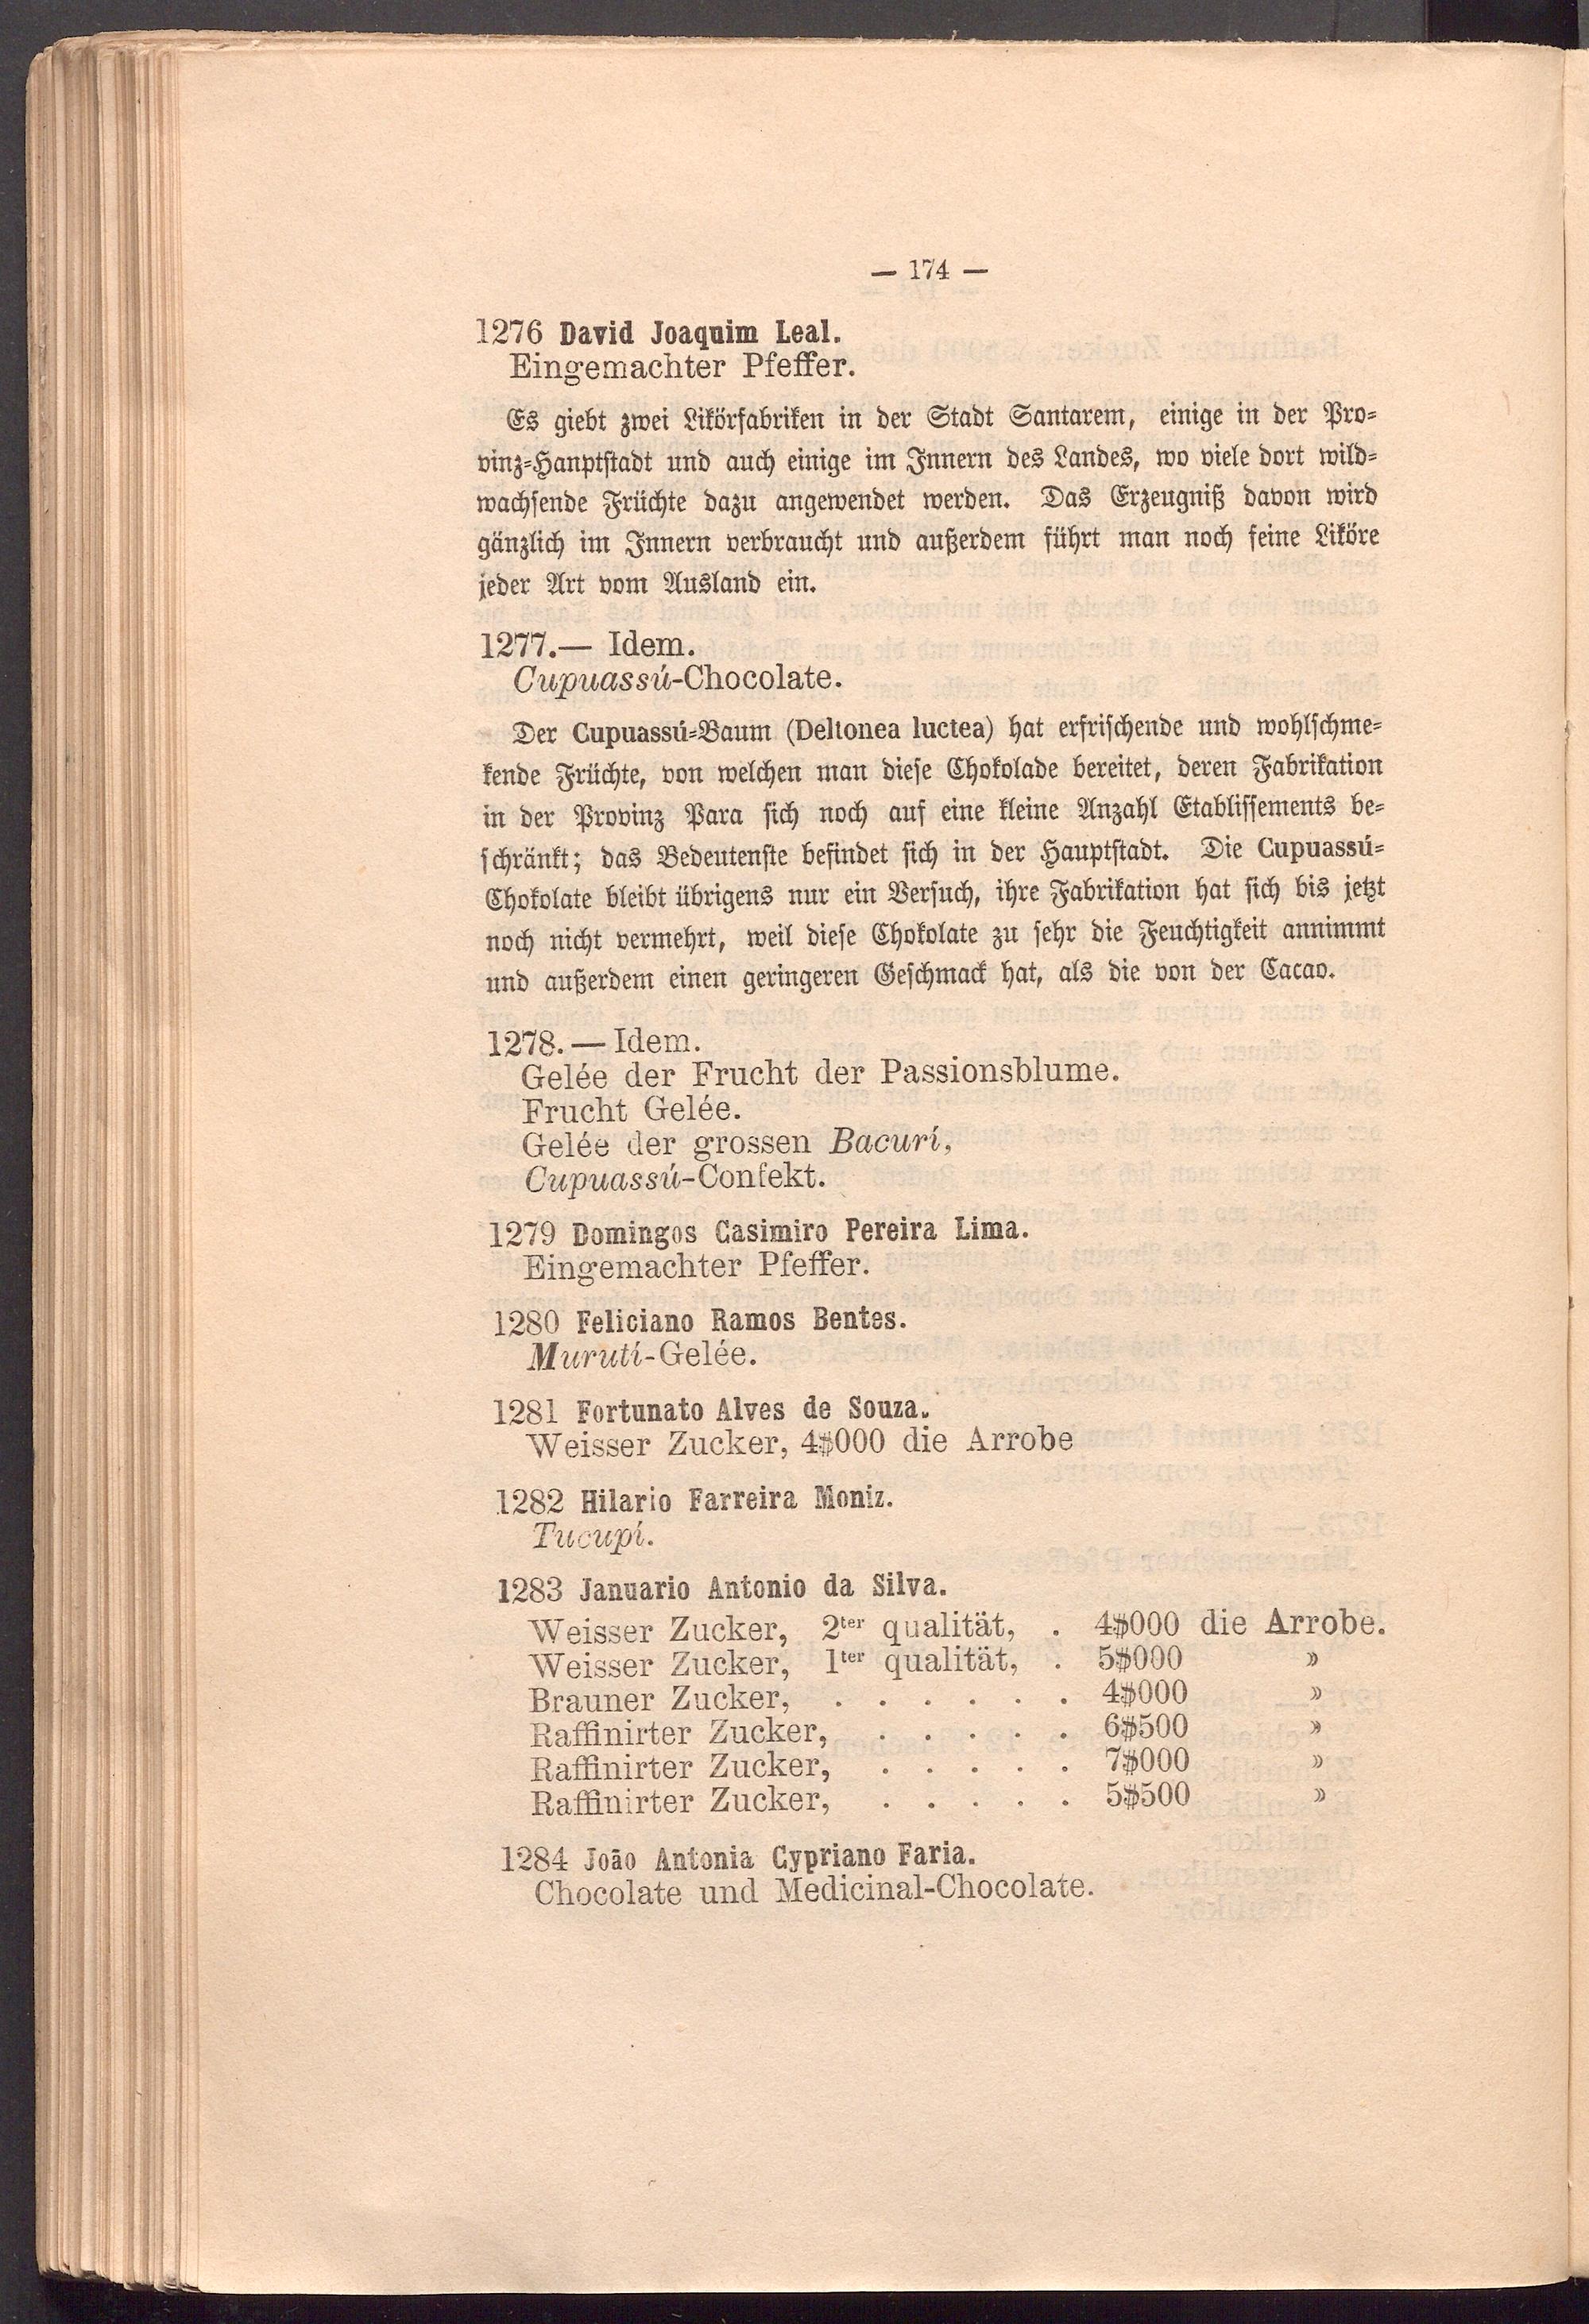 — 174 —
1276 David Joaquim Leal.
Eingemachter Pfeffer.
Es giebt zwei Likörfabriken in der Stadt Santarem, einige in der Pro-
vinz-Hauptstadt und auch einige im Innern des Landes, wo viele dort wild-
wachsende Früchte dazu angewendet werden. Das Erzeugniß davon wird
gänzlich im Innern verbraucht und außerdem führt man noch feine Liköre
jeder Art vom Ausland ein.
1277.— Idem.
Cupuassú-Chocolate.
Der Cupuassú-Baum (Deltonea luctea) hat erfrischende und wohlschme-
kende Früchte, von welchen man diese Chokolade bereitet, deren Fabrikation
in der Provinz Para sich noch auf eine kleine Anzahl Etablissements be-
schränkt; das Bedeutenste befindet sich in der Hauptstadt. Die Cupuassú-
Chokolate bleibt übrigens nur ein Versuch, ihre Fabrikation hat sich bis jetzt
noch nicht vermehrt, weil diese Chokolate zu sehr die Feuchtigkeit annimmt
und außerdem einen geringeren Geschmack hat, als die von der Cacao.
1278. — Idem.
Gelée der Frucht der Passionsblume.
Frucht Gelée.
Gelée der grossen Bacurí,
Cupuassú-Confekt.
1279 Domingos Casimiro Pereira Lima.
Eingemachter Pfeffer.
1280 Feliciano Ramos Bentes.
Murutí-Gelée.
1281 Fortunato Alves de Souza.
Weisser Zucker, 4$000 die Arrobe
1282 Hilario Farreira Moniz.
Tucupí.
1283 Januario Antonio da Silva.
Weisser Zucker, 2ter qualität, . 4$000 die Arrobe.
Weisser Zucker, 1ter qualität, . 5$000 »
Brauner Zucker, . . . . . . 4$000 »
Raffinirter Zucker, . . . . . 6$500 »
Raffinirter Zucker, . . . . . 7$000 »
Raffinirter Zucker, . . . . . 5$500 »
1284 João Antonia Cypriano Faria.
Chocolate und Medicinal-Chocolate.